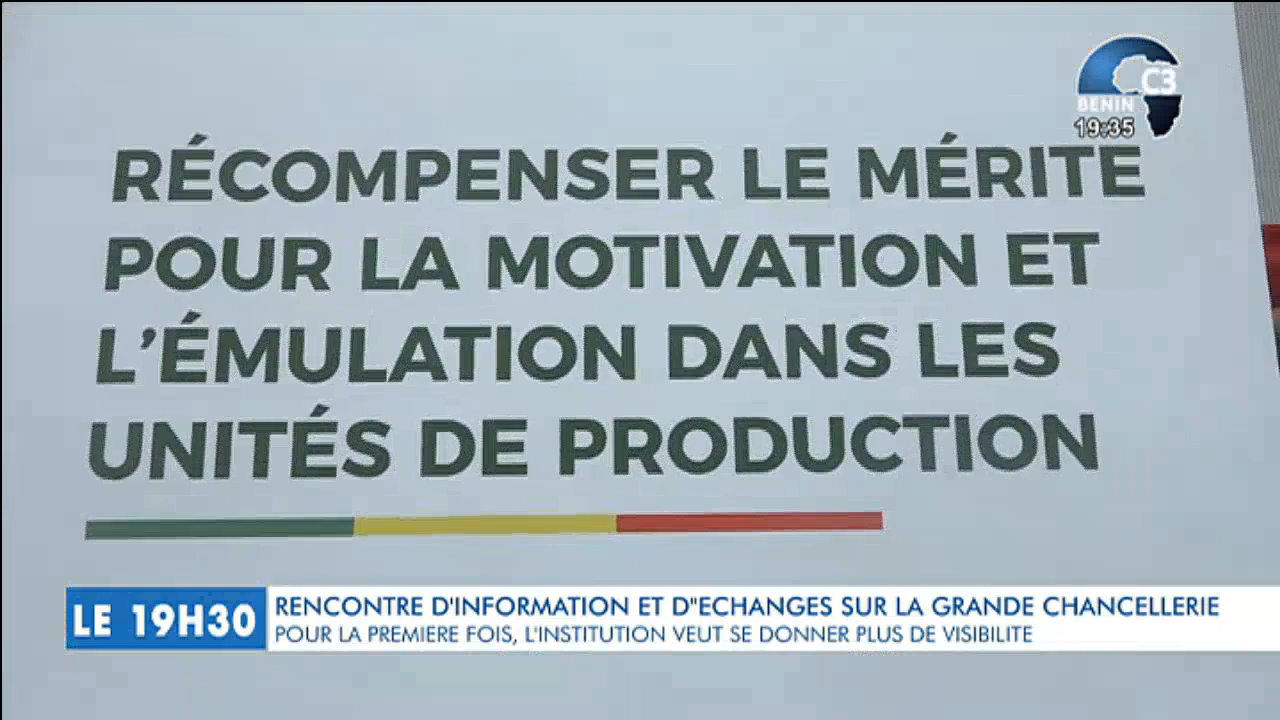 C3
BENIN
19:35
RÉCOMPENSER LE MÉRITE
POUR LA MOTIVATION ET
L’ÉMULATION DANS LES
UNITÉS DE PRODUCTION
LE 19H30
RENCONTRE D'INFORMATION ET D"ECHANGES SUR LA GRANDE CHANCELLERIE
POUR LA PREMIERE FOIS, L'INSTITUTION VEUT SE DONNER PLUS DE VISIBILITE